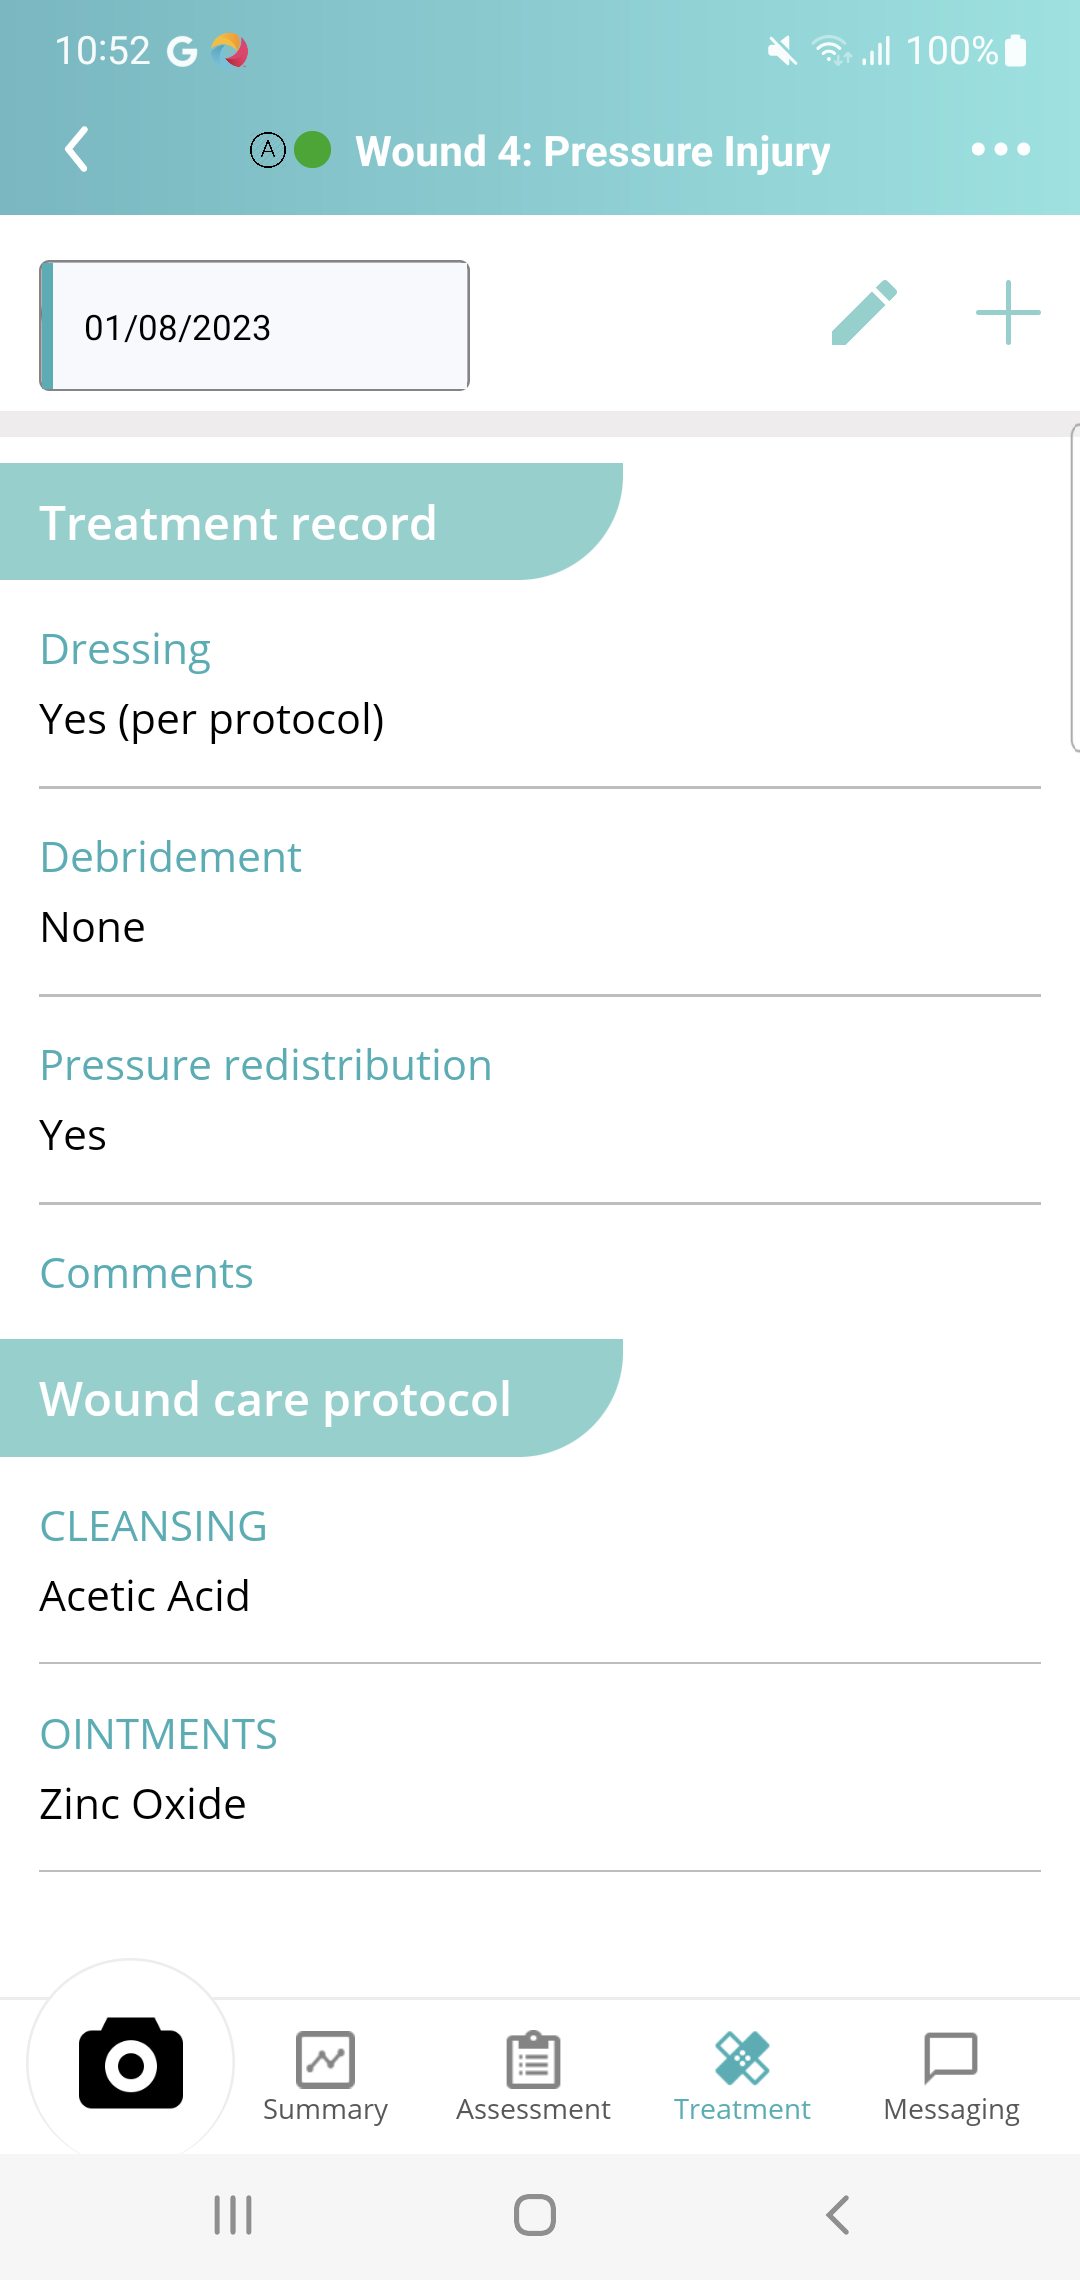 10:52 G 100%
A Wound 4: Pressure Injury
01/08/2023
Treatment record
Dressing
Yes (per protocol)
Debridement
None
Pressure redistribution
Yes
Comments
Wound care protocol
CLEANSING
Acetic Acid
OINTMENTS
Zinc Oxide
Summary Assessment Treatment Messaging